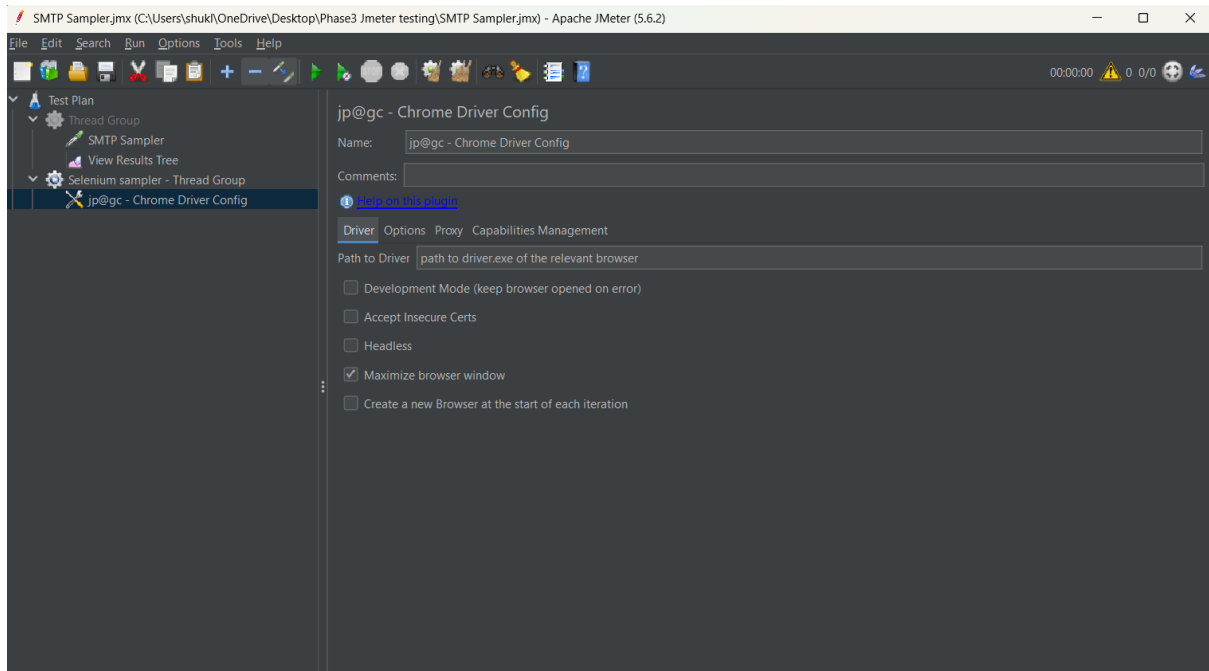 SMTP Sampler.jmx (C:\Users\shukl\OneDrive\Desktop\Phase3 Jmeter testing\SMTP Sampler.jmx) - Apache JMeter (5.6.2)
File Edit Search Run Options Tools Help
00:00:00 0 0/0
Test Plan
Thread Group
SMTP Sampler
View Results Tree
Selenium sampler - Thread Group
jp@gc - Chrome Driver Config
jp@gc - Chrome Driver Config
Name: jp@gc - Chrome Driver Config
Comments:
Help on this plugin
Driver Options Proxy Capabilities Management
Path to Driver path to driver.exe of the relevant browser
Development Mode (keep browser opened on error)
Accept Insecure Certs
Headless
Maximize browser window
Create a new Browser at the start of each iteration